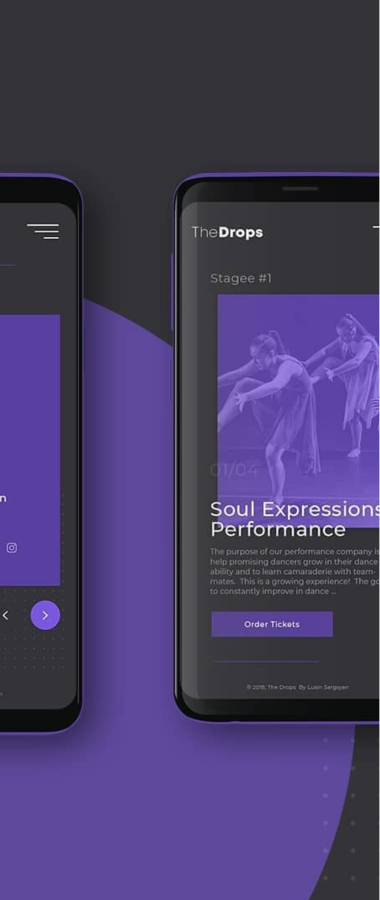 n
TheDrops
Stagee #1
01/04
Soul Expressions
Performance
The purpose of our performance company is
help promising dancers grow in their dance
ability and to learn camaraderie with team-
mates. This is a growing experience! The go
to constantly improve in dance ...
Order Tickets
© 2018, The Drops By Lusin Sargsyan